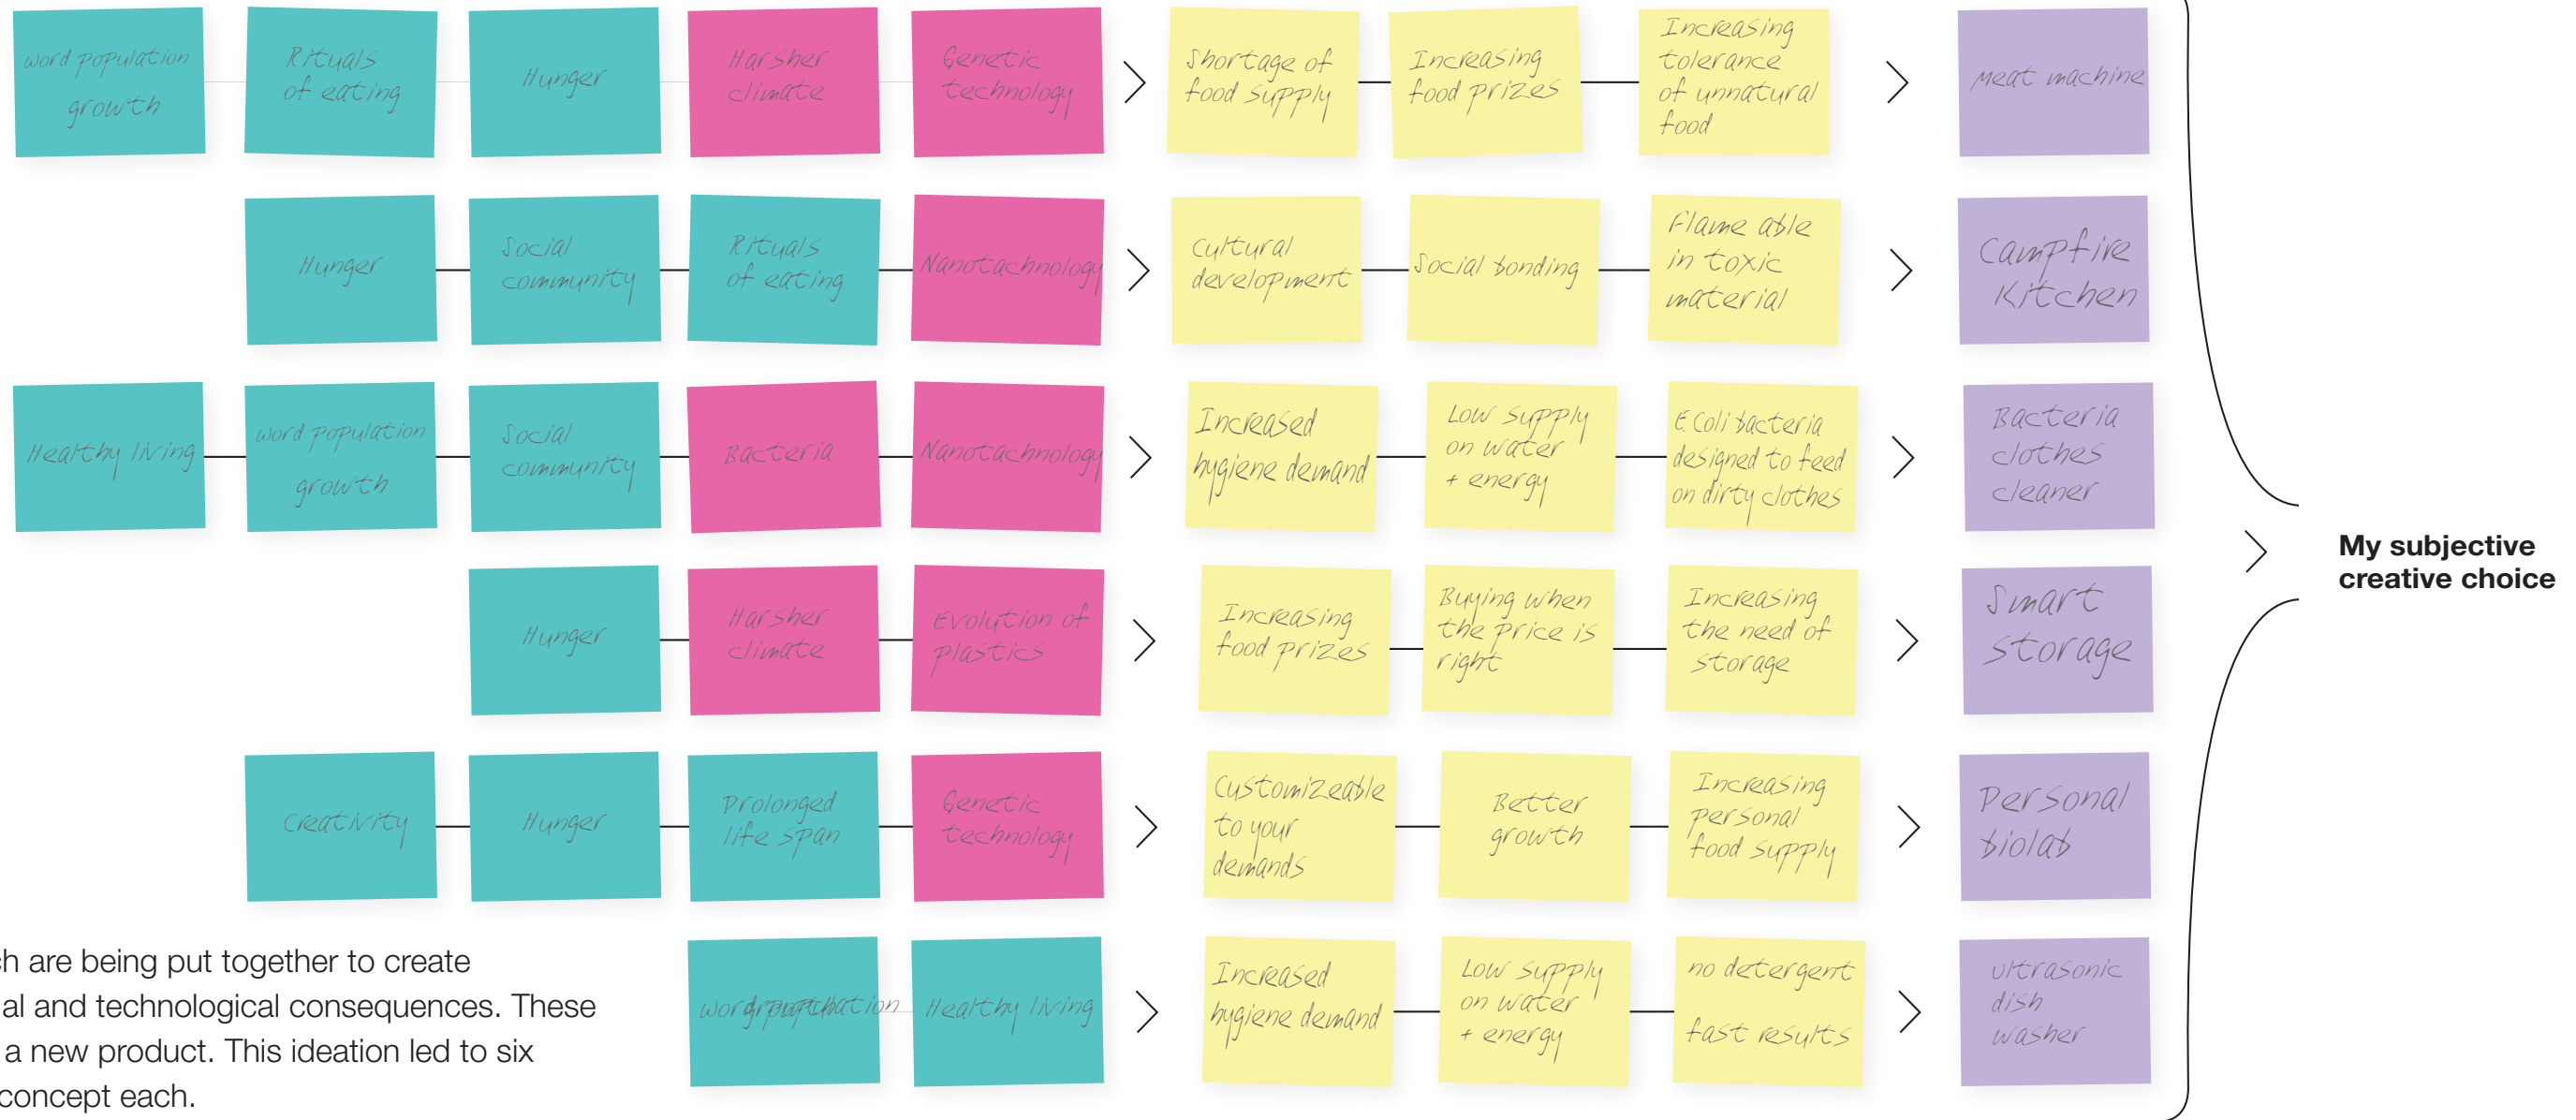 word population
growth
Rituals
of eating
Hunger
Harsher
climate
Genetic
technology
Shortage of
food supply
Increasing
food prizes
Increasing
tolerance
of unnatural
food
Meat machine
Hunger
Social
community
Rituals
of eating
Nanotachnology
Cultural
development
Social bonding
Flame able
in toxic
material
Campfire
Kitchen
Healthy living
word population
growth
Social
community
Bacteria
Nanotachnology
Increased
hygiene demand
Low supply
on water
+ energy
E.Coli bacteria
designed to feed
on dirty clothes
Bacteria
clothes
cleaner
My subjective
creative choice
Hunger
Harsher
climate
Evolution of
plastics
Increasing
food prizes
Buying when
the price is
right
Increasing
the need of
storage
Smart
storage
Creativity
Hunger
Prolonged
life span
Genetic
technology
Customizeable
to your
demands
Better
growth
Increasing
personal
food supply
Personal
biolab
word population
growth
Healthy living
Increased
hygiene demand
Low supply
on water
+ energy
no detergent
fast results
ultrasonic
dish
washer
ch are being put together to create
al and technological consequences. These
a new product. This ideation led to six
concept each.